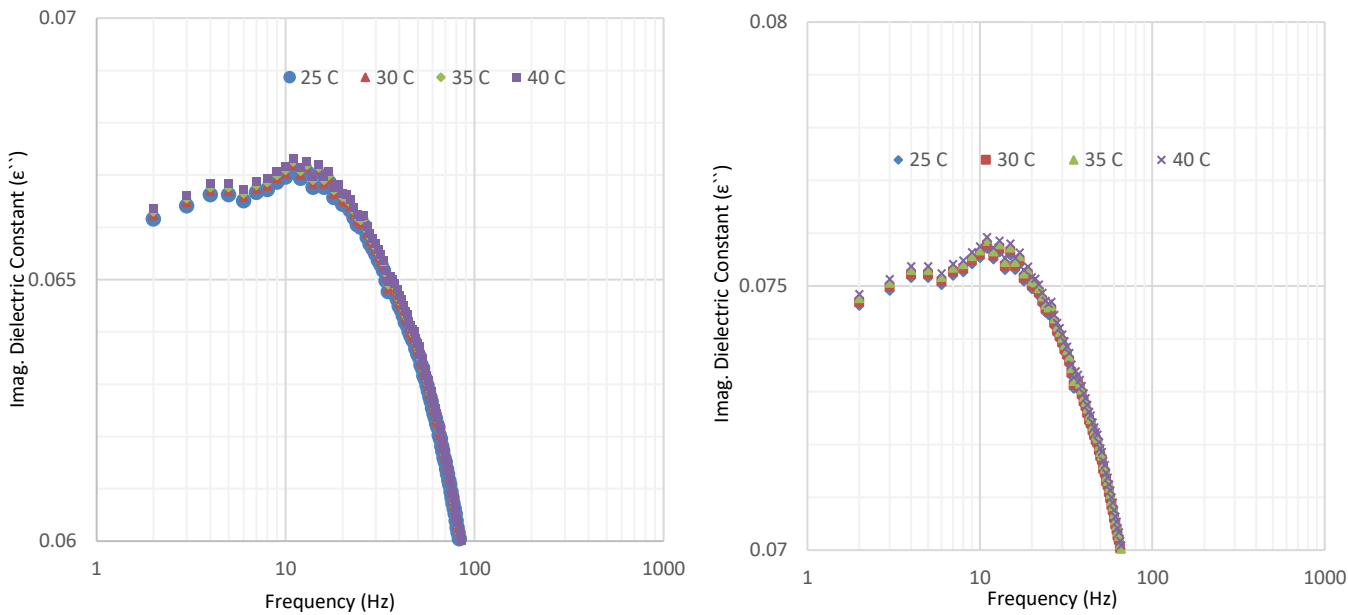 0.07
25 C 30 C 35 C 40 C
0.065
0.06
1 10 100 1000
Frequency (Hz)
Imag. Dielectric Constant (ε``)
0.08
25 C 30 C 35 C 40 C
0.075
0.07
1 10 100 1000
Frequency (Hz)
Imag. Dielectric Constant (ε``)